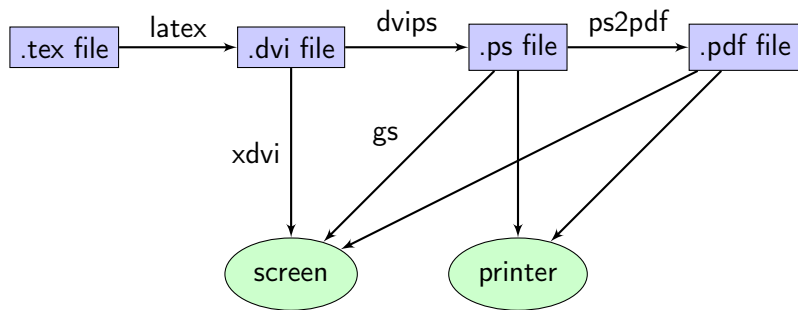 latex
dvips
ps2pdf
.tex file
.dvi file
.ps file
.pdf file
xdvi
gs
screen
printer